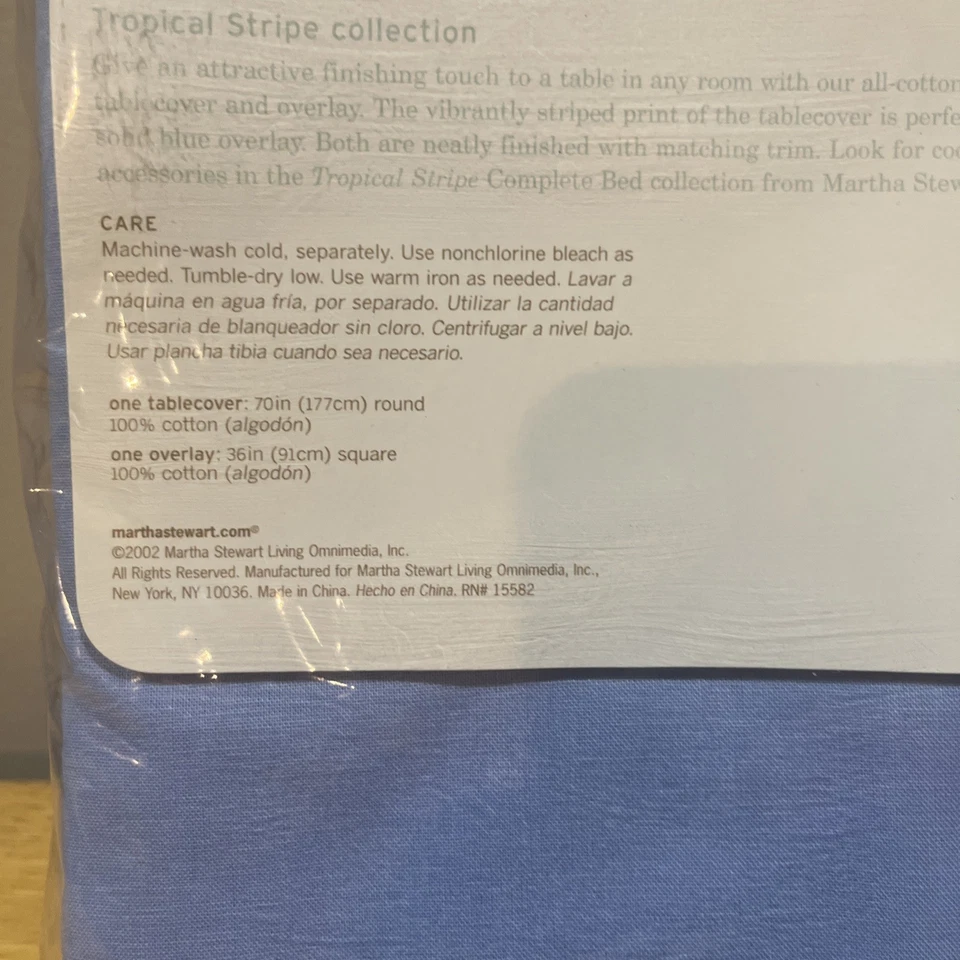 Tropical Stripe collection
Give an attractive finishing touch to a table in any room with our all-cotton
tablecover and overlay. The vibrantly striped print of the tablecover is perfe
solid blue overlay. Both are neatly finished with matching trim. Look for coo
accessories in the Tropical Stripe Complete Bed collection from Martha Stew
CARE
Machine-wash cold, separately. Use nonchlorine bleach as
needed. Tumble-dry low. Use warm iron as needed. Lavar a
máquina en agua fría, por separado. Utilizar la cantidad
necesaria de blanqueador sin cloro. Centrifugar a nivel bajo.
Usar plancha tibia cuando sea necesario.
one tablecover: 70in (177cm) round
100% cotton (algodón)
one overlay: 36in (91cm) square
100% cotton (algodón)
marthastewart.com®
©2002 Martha Stewart Living Omnimedia, Inc.
All Rights Reserved. Manufactured for Martha Stewart Living Omnimedia, Inc.,
New York, NY 10036. Made in China. Hecho en China. RN# 15582